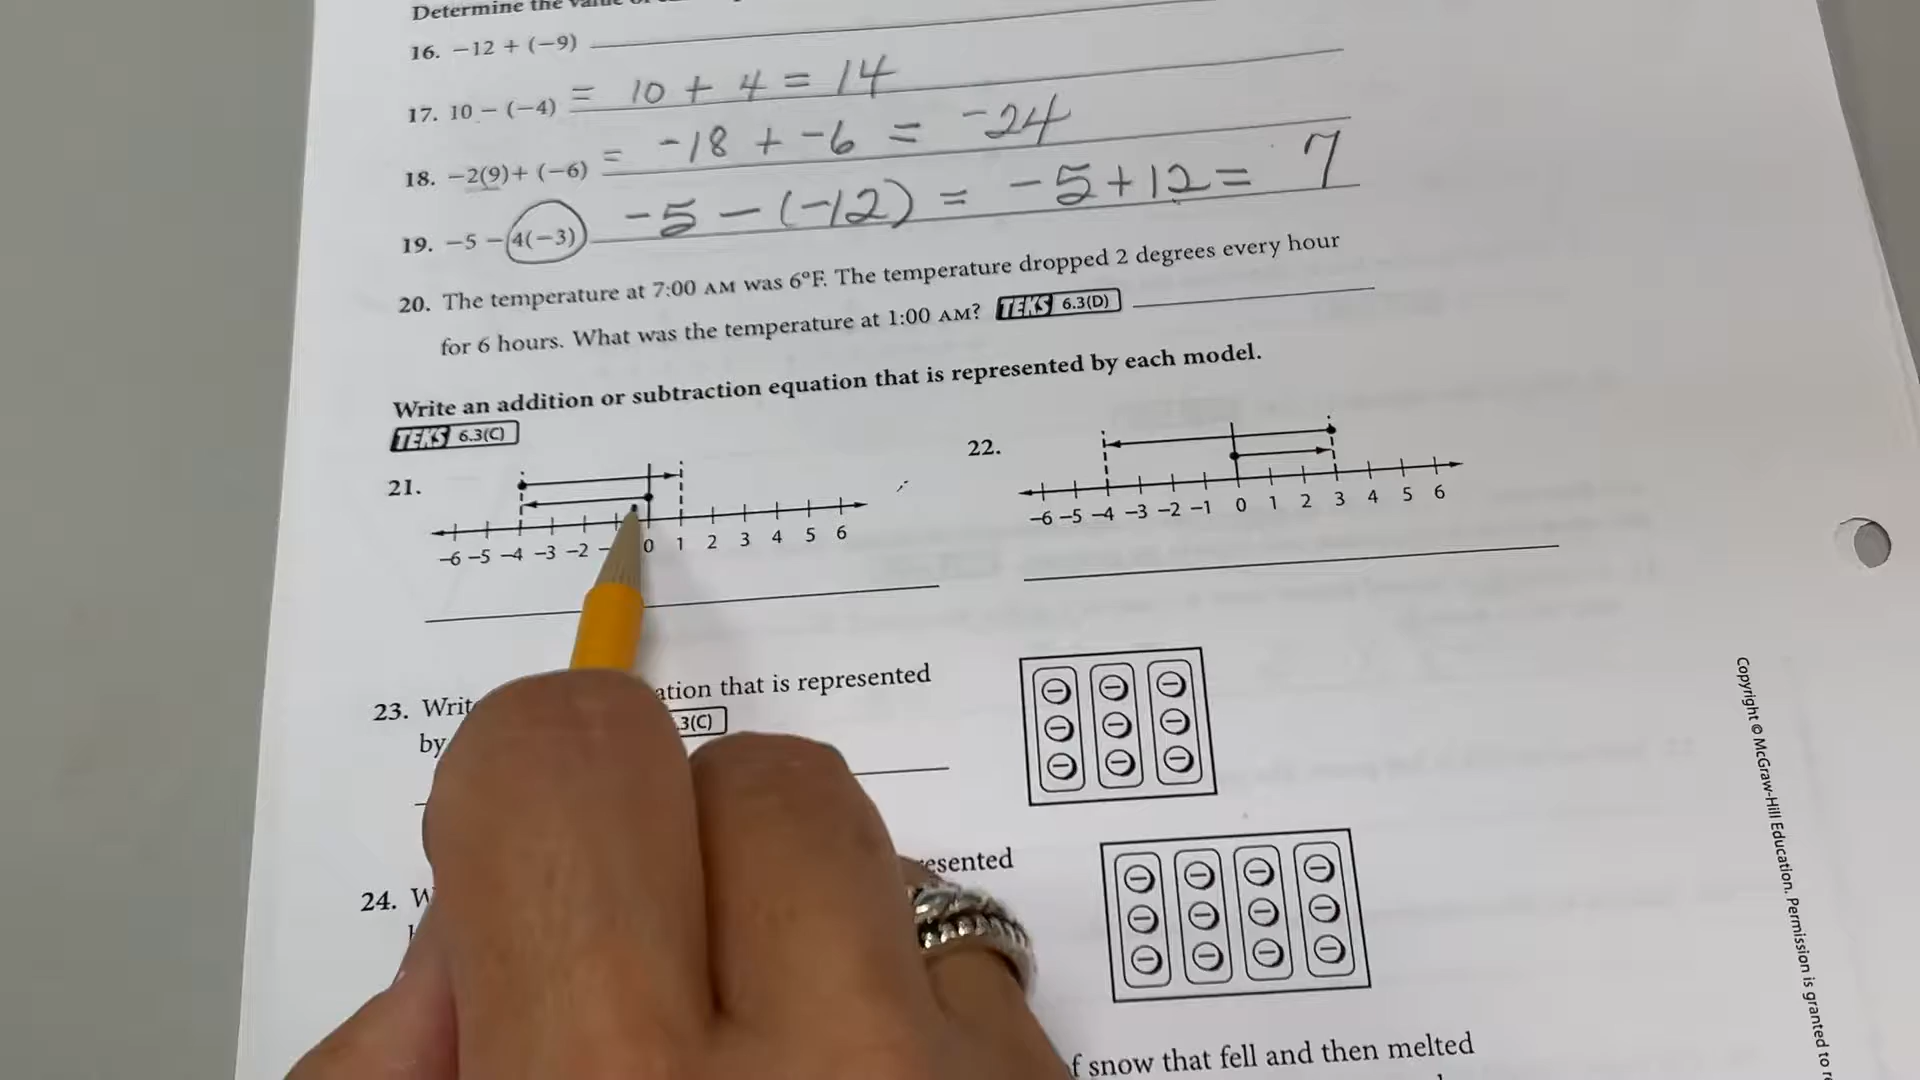 Determine the
16. −12 + (−9)
17. 10 − (−4) = 10 + 4 = 14
18. −2(9)+ (−6) = -18 + -6 = -24
19. −5 − 4(−3) -5 - (-12) = -5+12 = 7
20. The temperature at 7:00 AM was 6°F. The temperature dropped 2 degrees every hour
for 6 hours. What was the temperature at 1:00 AM? TEKS 6.3(D)
Write an addition or subtraction equation that is represented by each model.
TEKS 6.3(C)
21.
−6 −5 −4 −3 −2 0 1 2 3 4 5 6
22.
−6 −5 −4 −3 −2 −1 0 1 2 3 4 5 6
23. Writ ation that is represented
by 3(C)
24. W esented
f snow that fell and then melted
Copyright © McGraw-Hill Education. Permission is granted to